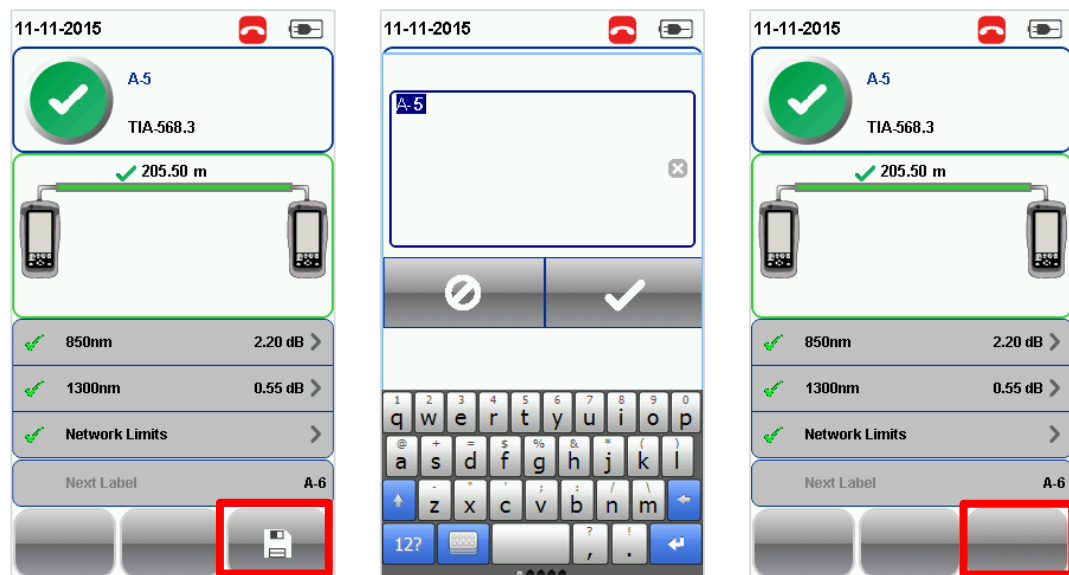 11-11-2015
A-5
TIA-568.3
205.50 m
850nm 2.20 dB
1300nm 0.55 dB
Network Limits
Next Label A-6
11-11-2015
A-5
1 2 3 4 5 6 7 8 9 0
q w e r t y u i o p
@ + = $ % & * ( )
a s d f g h j k l
- " ' ; : / \
z x c v b n m
? !
12? , .
11-11-2015
A-5
TIA-568.3
205.50 m
850nm 2.20 dB
1300nm 0.55 dB
Network Limits
Next Label A-6